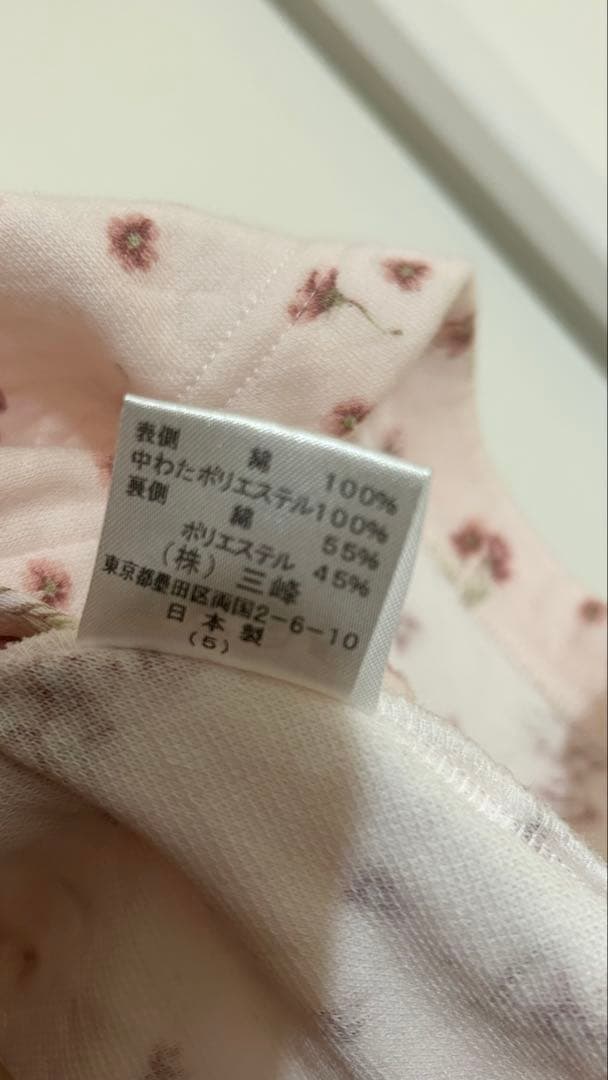 表側 綿 100%
中わたポリエステル100%
裏側 綿 55%
ポリエステル 45%
(株) 三峰
東京都墨田区両国2-6-10
日本製
(5)